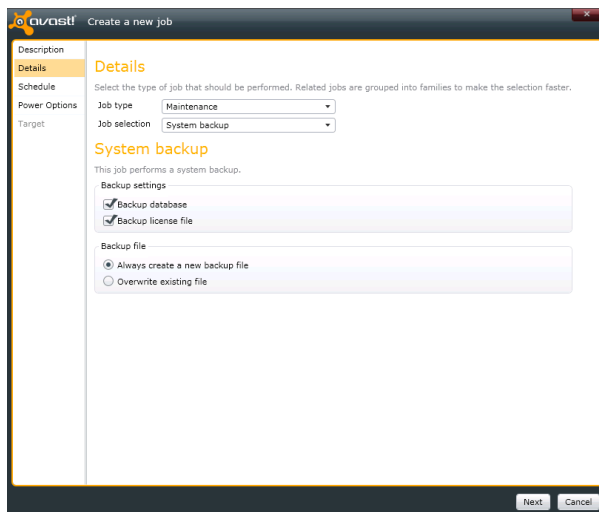 avast! Create a new job
Description
Details
Schedule
Power Options
Target
Details
Select the type of job that should be performed. Related jobs are grouped into families to make the selection faster.
Job type Maintenance
Job selection System backup
System backup
This job performs a system backup.
Backup settings
Backup database
Backup license file
Backup file
Always create a new backup file
Overwrite existing file
Next Cancel